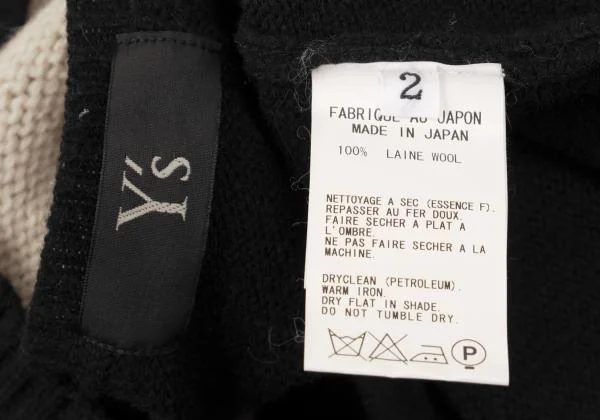 Y's
2
FABRIQUE AU JAPON
MADE IN JAPAN
100% LAINE WOOL
NETTOYAGE A SEC (ESSENCE F).
REPASSER AU FER DOUX.
FAIRE SECHER A PLAT A
L'OMBRE.
NE PAS FAIRE SECHER A LA
MACHINE.
DRYCLEAN (PETROLEUM).
WARM IRON.
DRY FLAT IN SHADE.
DO NOT TUMBLE DRY.
P